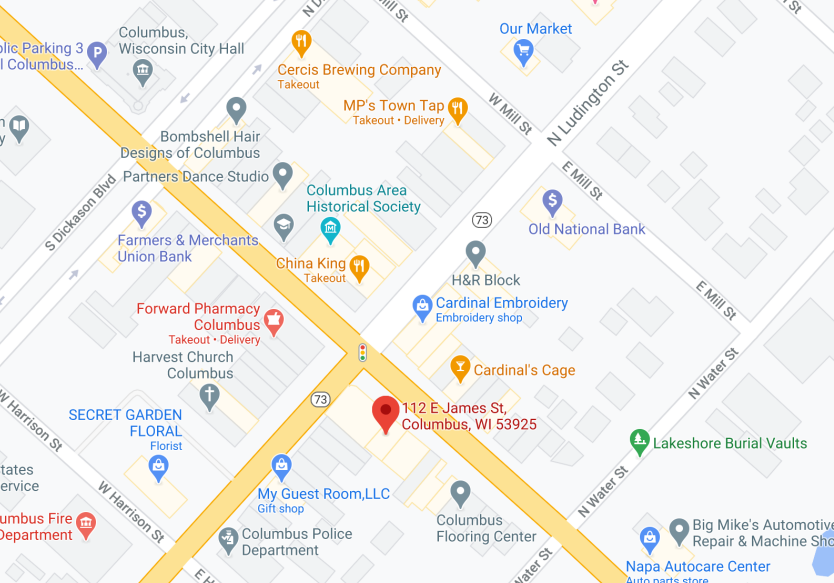 N D
Mill St
St
Our Market
Columbus,
Wisconsin City Hall
blic Parking 3
l Columbus...
P
Cercis Brewing Company
Takeout
MP's Town Tap
Takeout • Delivery
W Mill St
N Ludington St
Bombshell Hair
Designs of Columbus
Partners Dance Studio
E Mill St
S Dickason Blvd
Columbus Area
Historical Society
73
$
Old National Bank
$
Farmers & Merchants
Union Bank
China King
Takeout
H&R Block
Cardinal Embroidery
Embroidery shop
E Mill St
Forward Pharmacy
Columbus
Takeout • Delivery
Harvest Church
Columbus
Cardinal's Cage
N Water St
73
112 E James St,
Columbus, WI 53925
W Harrison St
SECRET GARDEN
FLORAL
Florist
Lakeshore Burial Vaults
tates
ervice
My Guest Room,LLC
Gift shop
N Water St
W Harrison St
umbus Fire
Department
Columbus Police
Department
Columbus
Flooring Center
Big Mike's Automotive
Repair & Machine Sho
Napa Autocare Center
Auto parts store
Water St
E H